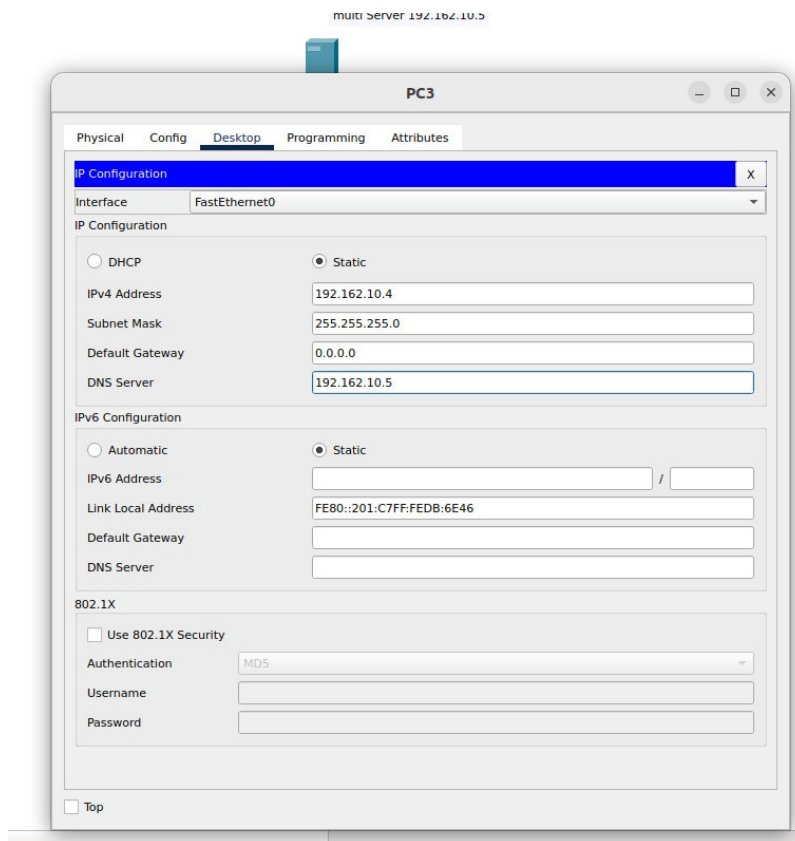 multi Server 192.162.10.5
PC3
Physical Config Desktop Programming Attributes
IP Configuration X
Interface FastEthernet0
IP Configuration
DHCP Static
IPv4 Address 192.162.10.4
Subnet Mask 255.255.255.0
Default Gateway 0.0.0.0
DNS Server 192.162.10.5
IPv6 Configuration
Automatic Static
IPv6 Address /
Link Local Address FE80::201:C7FF:FEDB:6E46
Default Gateway
DNS Server
802.1X
Use 802.1X Security
Authentication MD5
Username
Password
Top